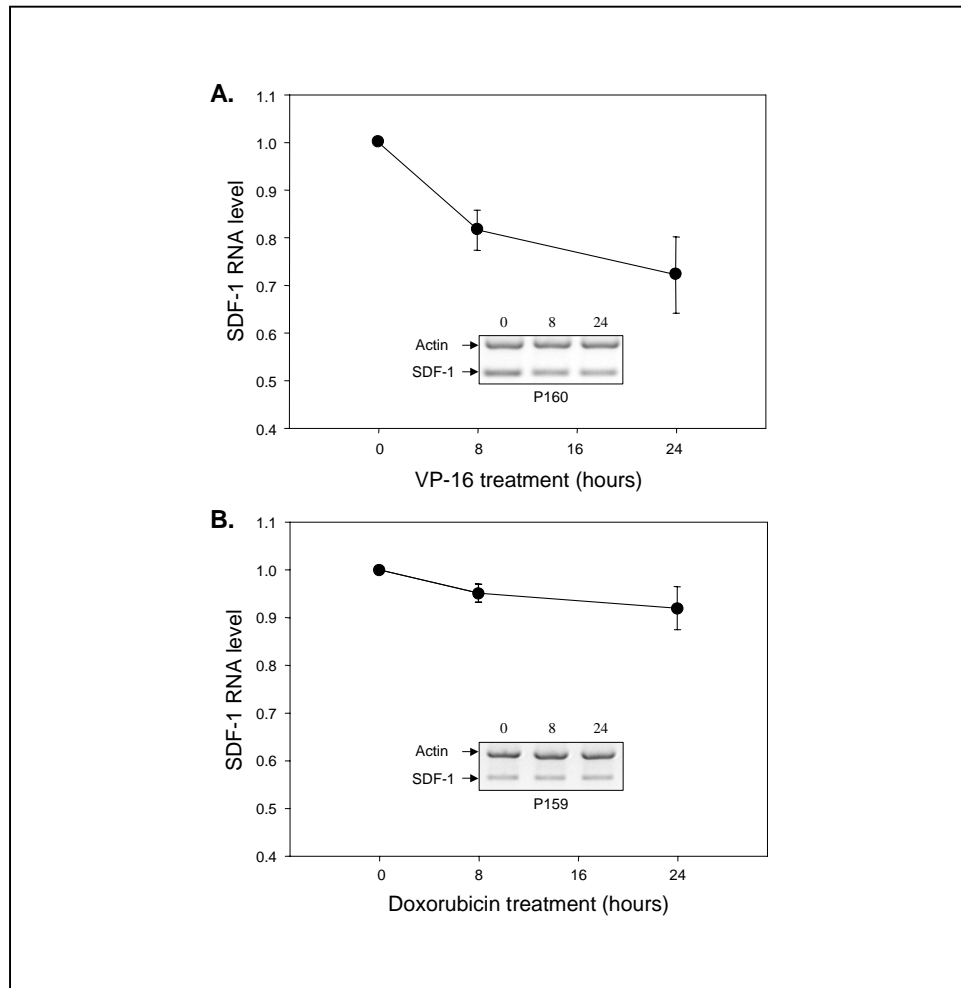 A.
1.1
1.0
0.9
0.8
0.7
0.6
0.5
0.4
SDF-1 RNA level
0 8 24
Actin
SDF-1
P160
0 8 16 24
VP-16 treatment (hours)
B.
1.1
1.0
0.9
0.8
0.7
0.6
0.5
0.4
SDF-1 RNA level
0 8 24
Actin
SDF-1
P159
0 8 16 24
Doxorubicin treatment (hours)